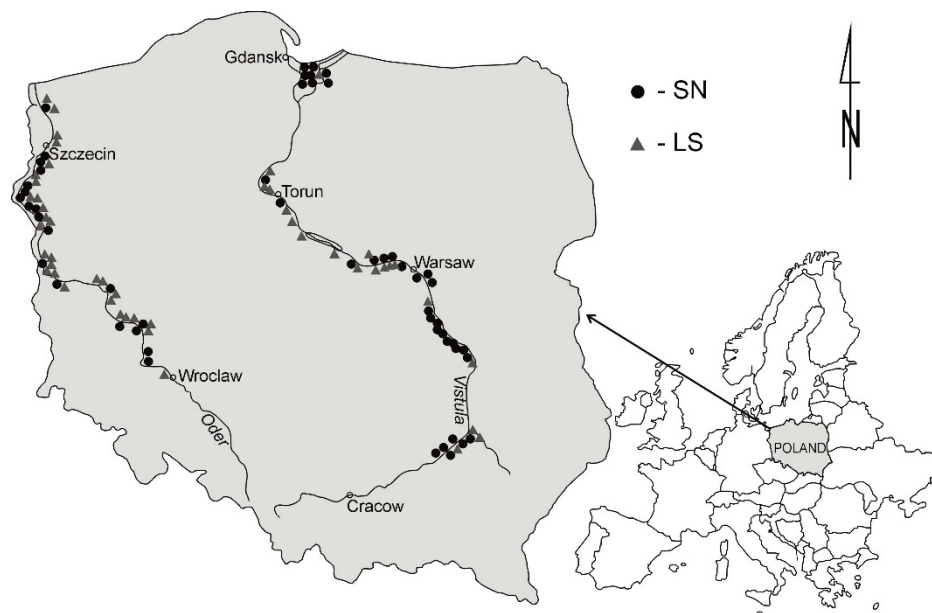 Gdansk
- SN
- LS
N
Szczecin
Torun
Warsaw
Wroclaw
Oder
Vistula
Cracow
POLAND